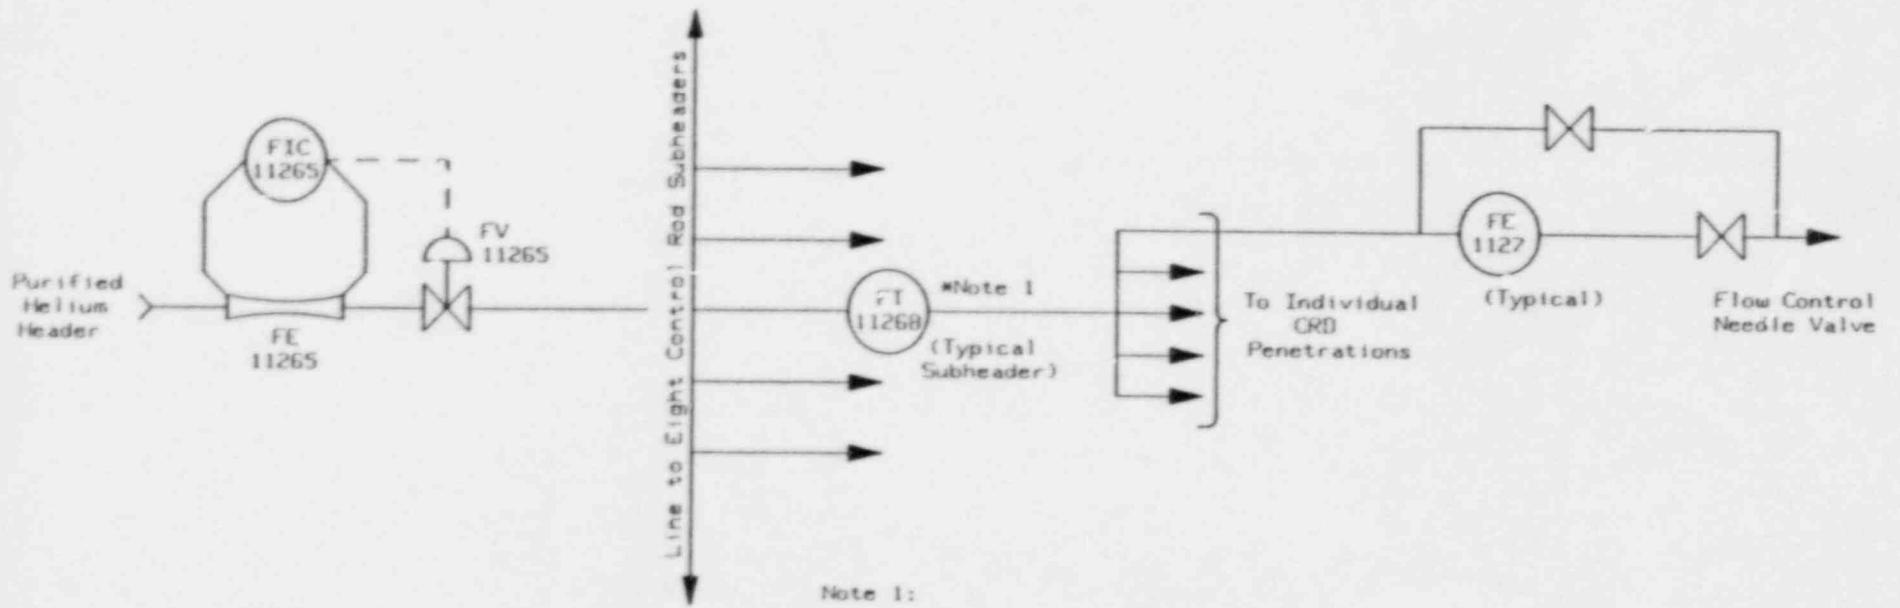 FIC
11265
FV
11265
Purified
Helium
Header
FE
11265
Line to Eight Control Rod Subheaders
FT
11268
*Note 1
(Typical
Subheader)
To Individual
CRD
Penetrations
FE
1127
(Typical)
Flow Control
Needle Valve
Note 1: